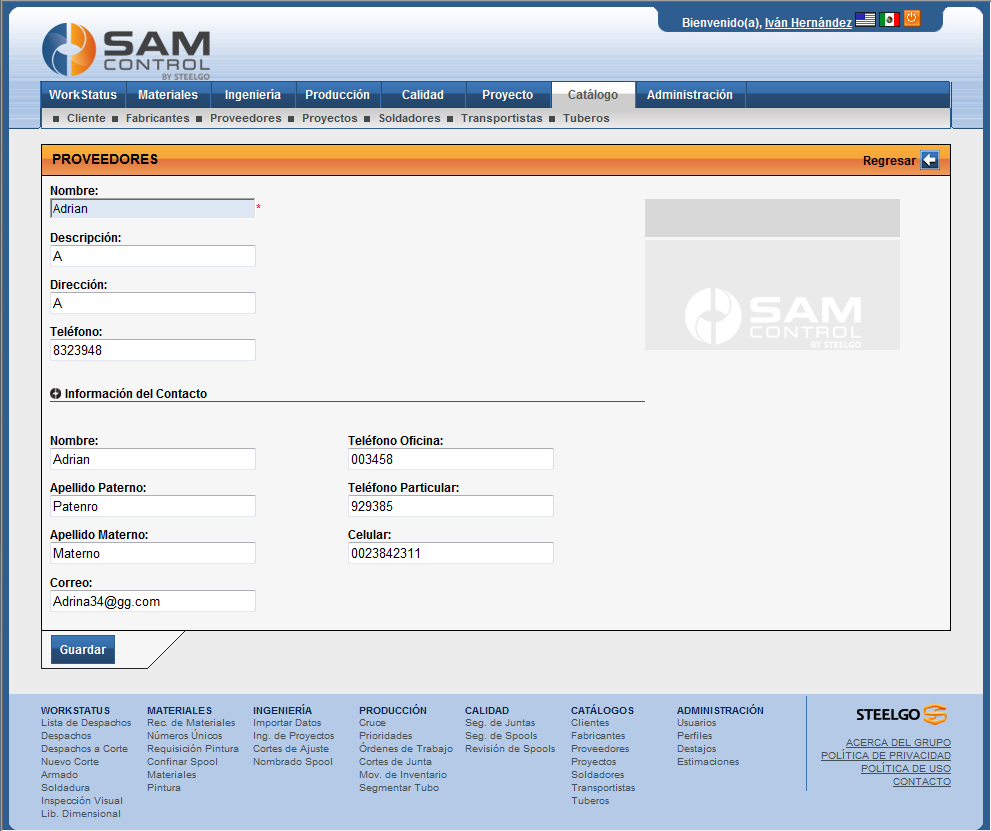 Bienvenido(a), Iván Hernández
SAM
CONTROL
BY STEELGO
WorkStatus Materiales Ingeniería Producción Calidad Proyecto Catálogo Administración
Cliente Fabricantes Proveedores Proyectos Soldadores Transportistas Tuberos
PROVEEDORES
Regresar
Nombre:
Adrian *
Descripción:
A
Dirección:
A
Teléfono:
8323948
SAM
CONTROL
BY STEELGO
Información del Contacto
Nombre: Teléfono Oficina:
Adrian 003458
Apellido Paterno: Teléfono Particular:
Patenro 929385
Apellido Materno: Celular:
Materno 0023842311
Correo:
Adrina34@gg.com
Guardar
WORKSTATUS
Lista de Despachos
Despachos
Despachos a Corte
Nuevo Corte
Armado
Soldadura
Inspección Visual
Lib. Dimensional
MATERIALES
Rec. de Materiales
Números Únicos
Requisición Pintura
Confinar Spool
Materiales
Pintura
INGENIERÍA
Importar Datos
Ing. de Proyectos
Cortes de Ajuste
Nombrado Spool
PRODUCCIÓN
Cruce
Prioridades
Órdenes de Trabajo
Cortes de Junta
Mov. de Inventario
Segmentar Tubo
CALIDAD
Seg. de Juntas
Seg. de Spools
Revisión de Spools
CATÁLOGOS
Clientes
Fabricantes
Proveedores
Proyectos
Soldadores
Transportistas
Tuberos
ADMINISTRACIÓN
Usuarios
Perfiles
Destajos
Estimaciones
STEELGO
ACERCA DEL GRUPO
POLÍTICA DE PRIVACIDAD
POLÍTICA DE USO
CONTACTO